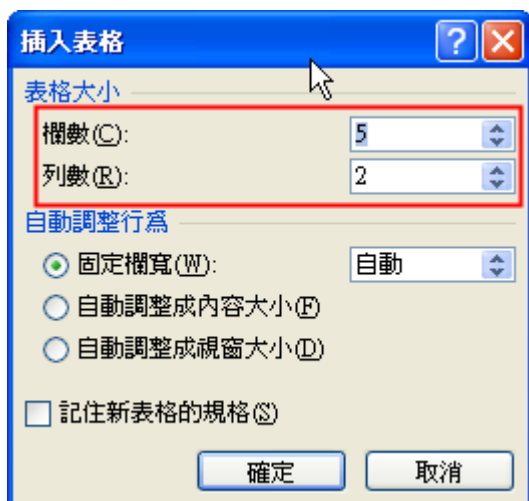 插入表格
表格大小
欄數(C): 5
列數(R): 2
自動調整行爲
固定欄寬(W): 自動
自動調整成內容大小(F)
自動調整成視窗大小(D)
記住新表格的規格(S)
確定 取消